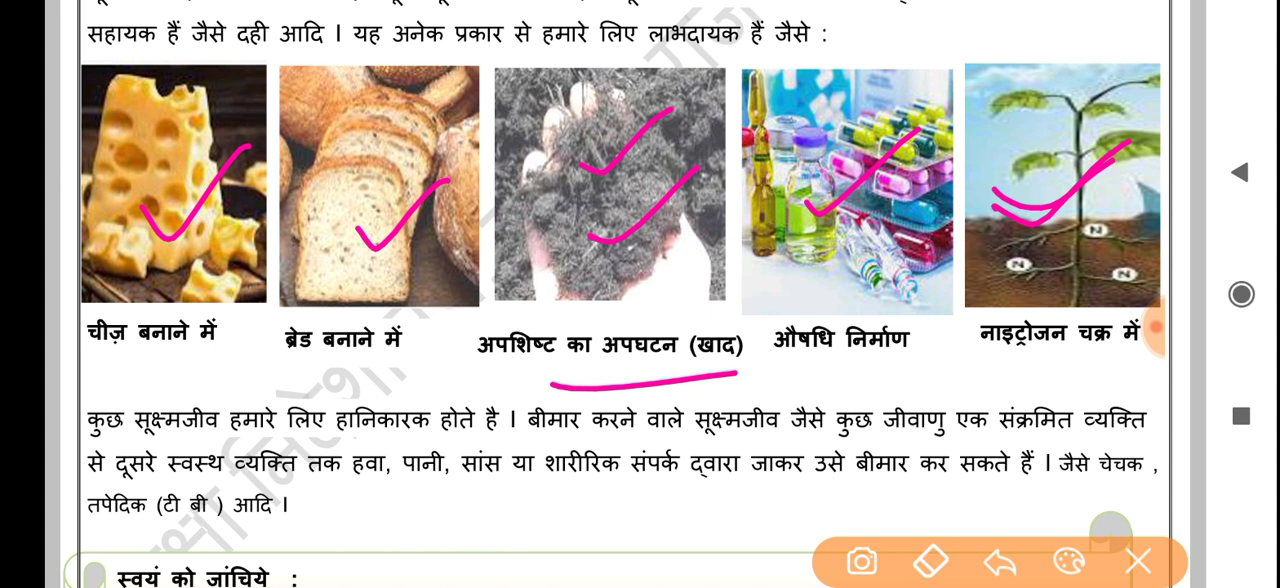 सहायक हैं जैसे दही आदि । यह अनेक प्रकार से हमारे लिए लाभदायक हैं जैसे :
N
N
N
चीज़ बनाने में
ब्रेड बनाने में
अपशिष्ट का अपघटन (खाद)
औषधि निर्माण
नाइट्रोजन चक्र में
कुछ सूक्ष्मजीव हमारे लिए हानिकारक होते है । बीमार करने वाले सूक्ष्मजीव जैसे कुछ जीवाणु एक संक्रमित व्यक्ति
से दूसरे स्वस्थ व्यक्ति तक हवा, पानी, सांस या शारीरिक संपर्क द्वारा जाकर उसे बीमार कर सकते हैं । जैसे चेचक ,
तपेदिक (टी बी ) आदि ।
स्वयं को जांचिये :